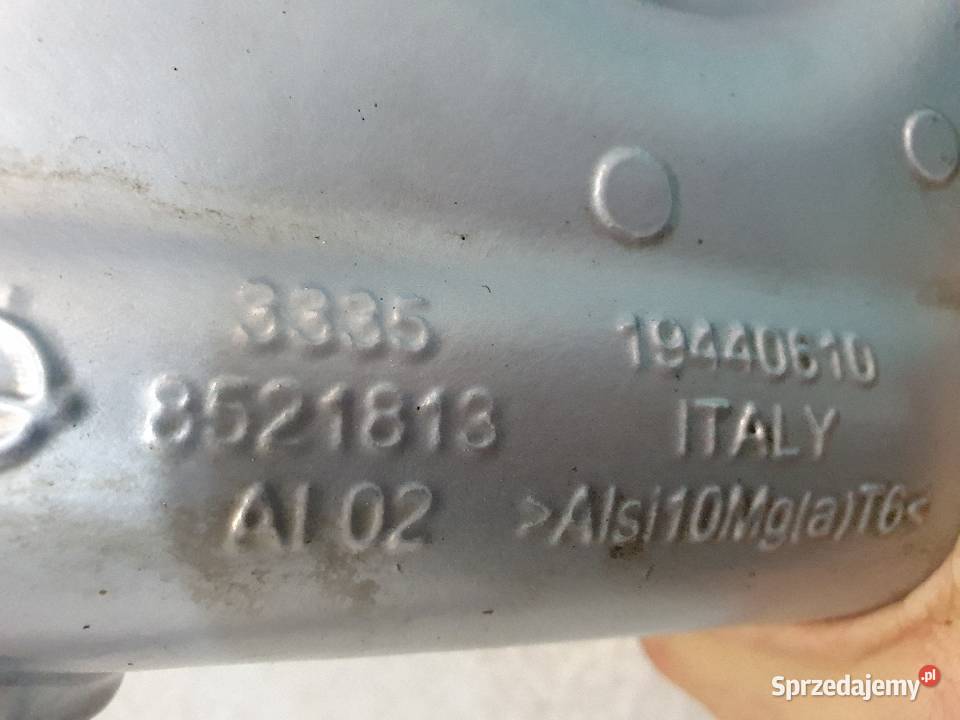 3335
8521813
AI 02
19440610
ITALY
>Alsi10Mg(a)T6<
Sprzedajemy.pl